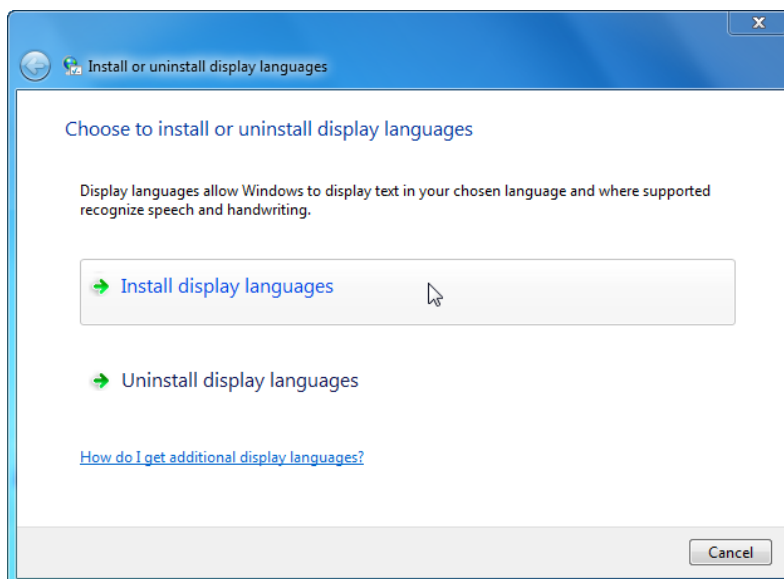 Install or uninstall display languages
Choose to install or uninstall display languages
Display languages allow Windows to display text in your chosen language and where supported
recognize speech and handwriting.
Install display languages
Uninstall display languages
How do I get additional display languages?
Cancel